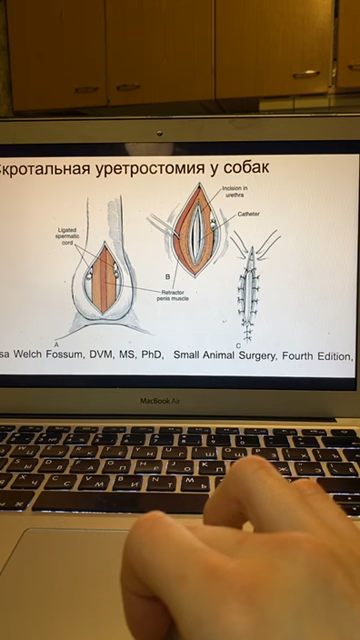 Скротальная уретростомия у собак
Incision in
urethra
Catheter
Ligated
spermatic
cord
B
Retractor
penis muscle
A
C
sa Welch Fossum, DVM, MS, PhD, Small Animal Surgery, Fourth Edition,
MacBook Air